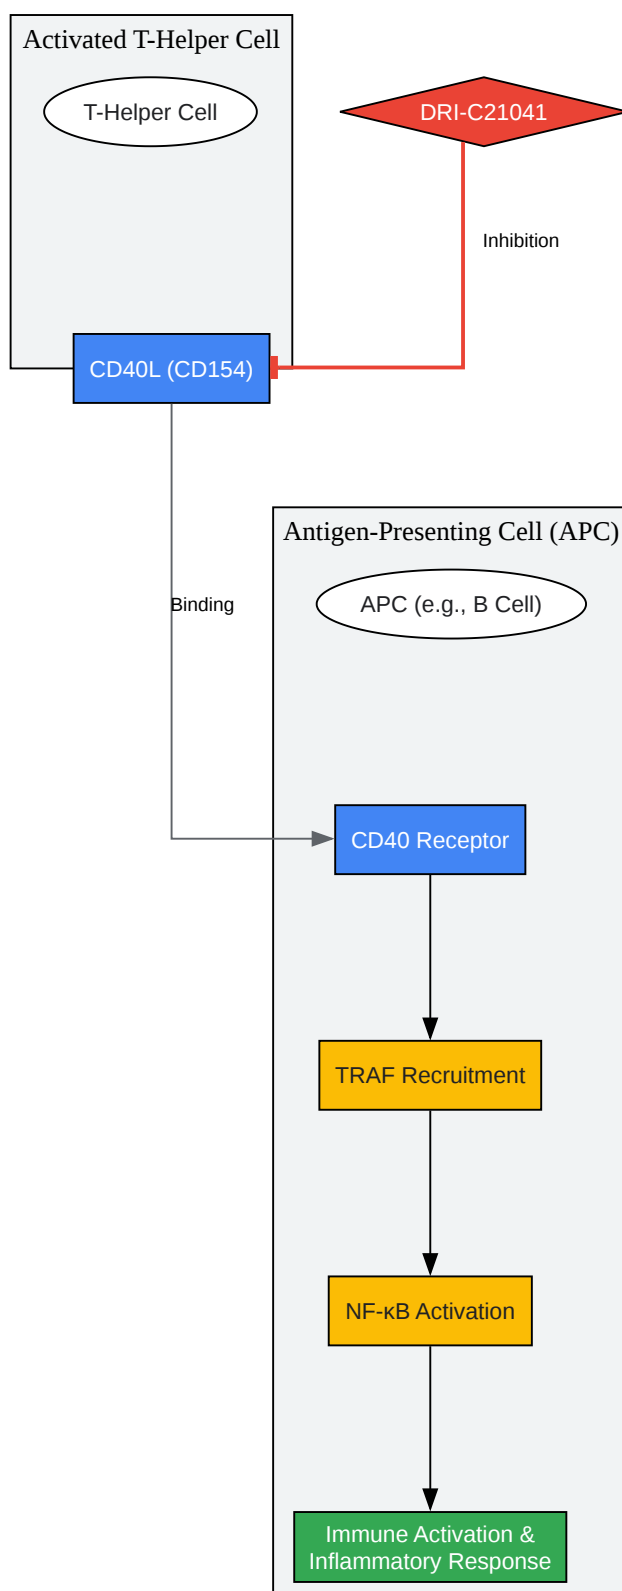 Activated T-Helper Cell
T-Helper Cell
DRI-C21041
Inhibition
CD40L (CD154)
Binding
Antigen-Presenting Cell (APC)
APC (e.g., B Cell)
CD40 Receptor
TRAF Recruitment
NF-κB Activation
Immune Activation &
Inflammatory Response